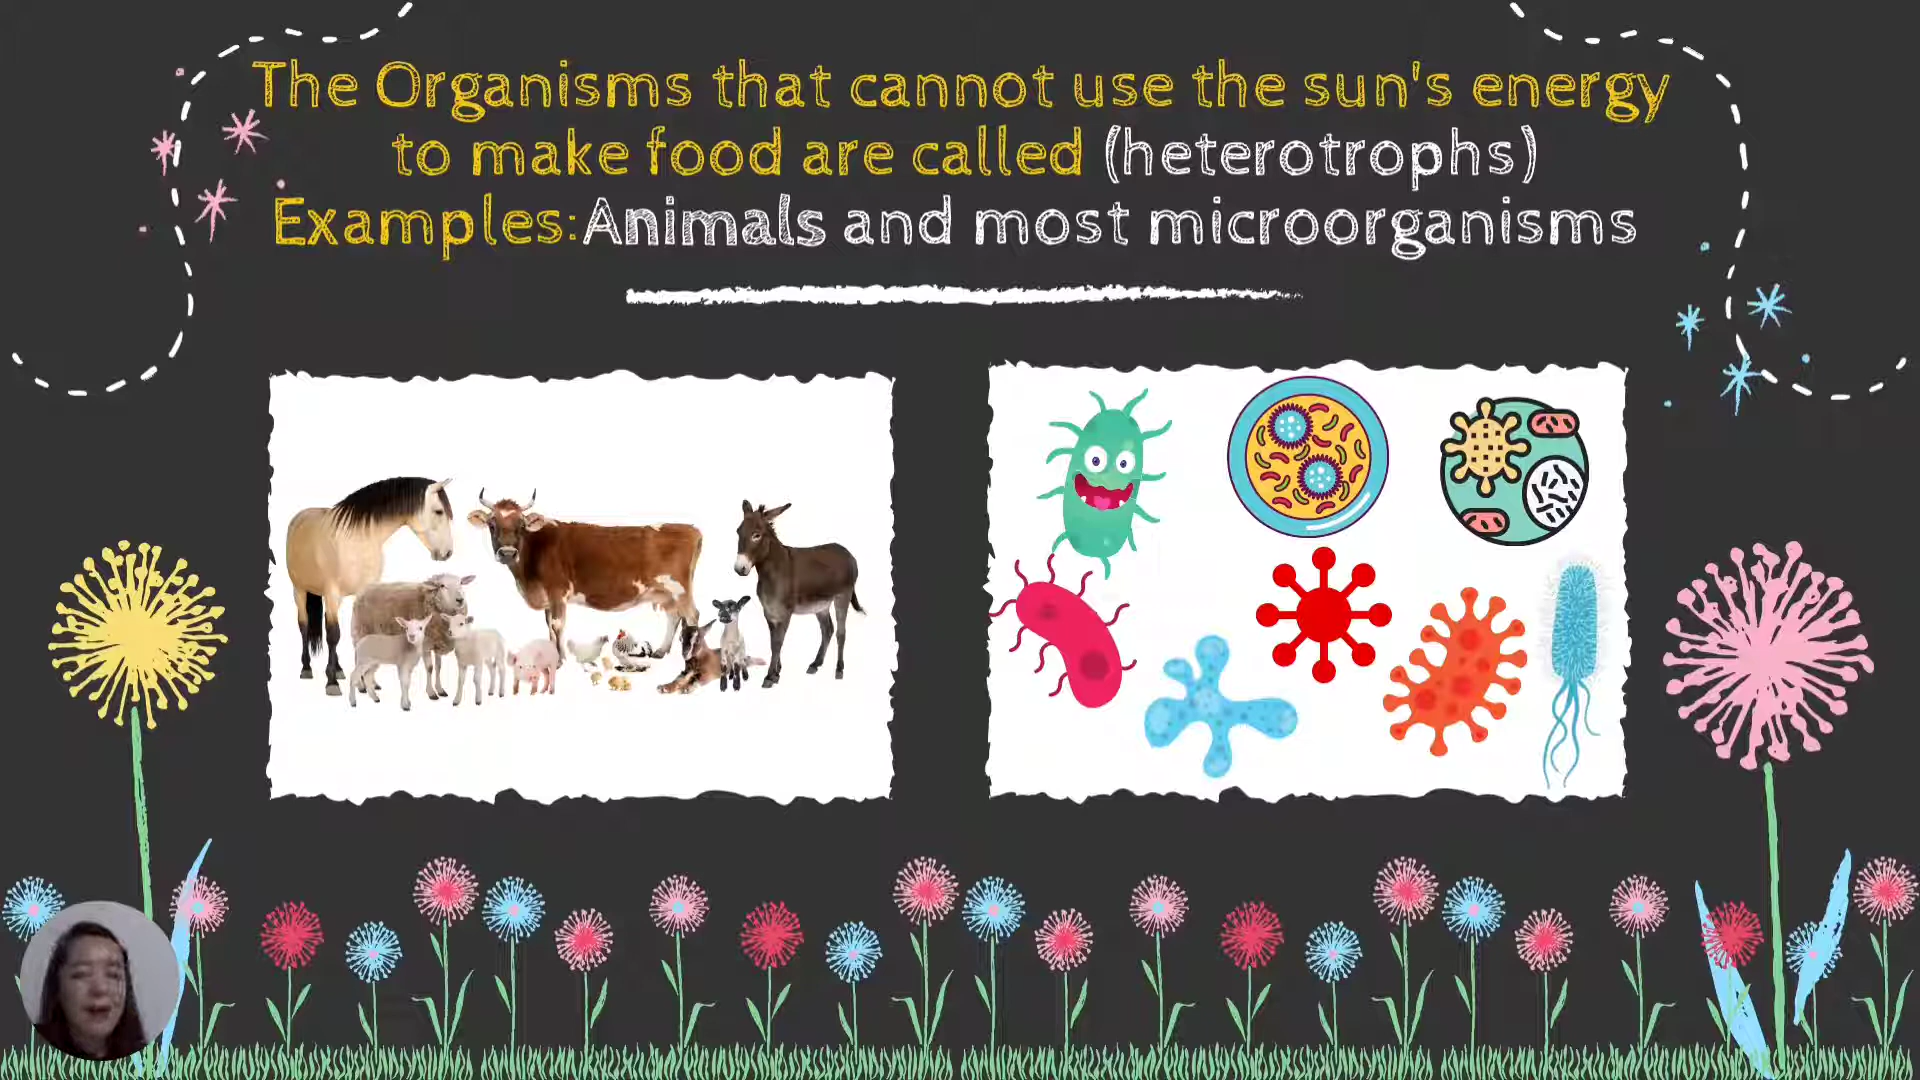 The Organisms that cannot use the sun's energy
to make food are called (heterotrophs)
Examples:Animals and most microorganisms